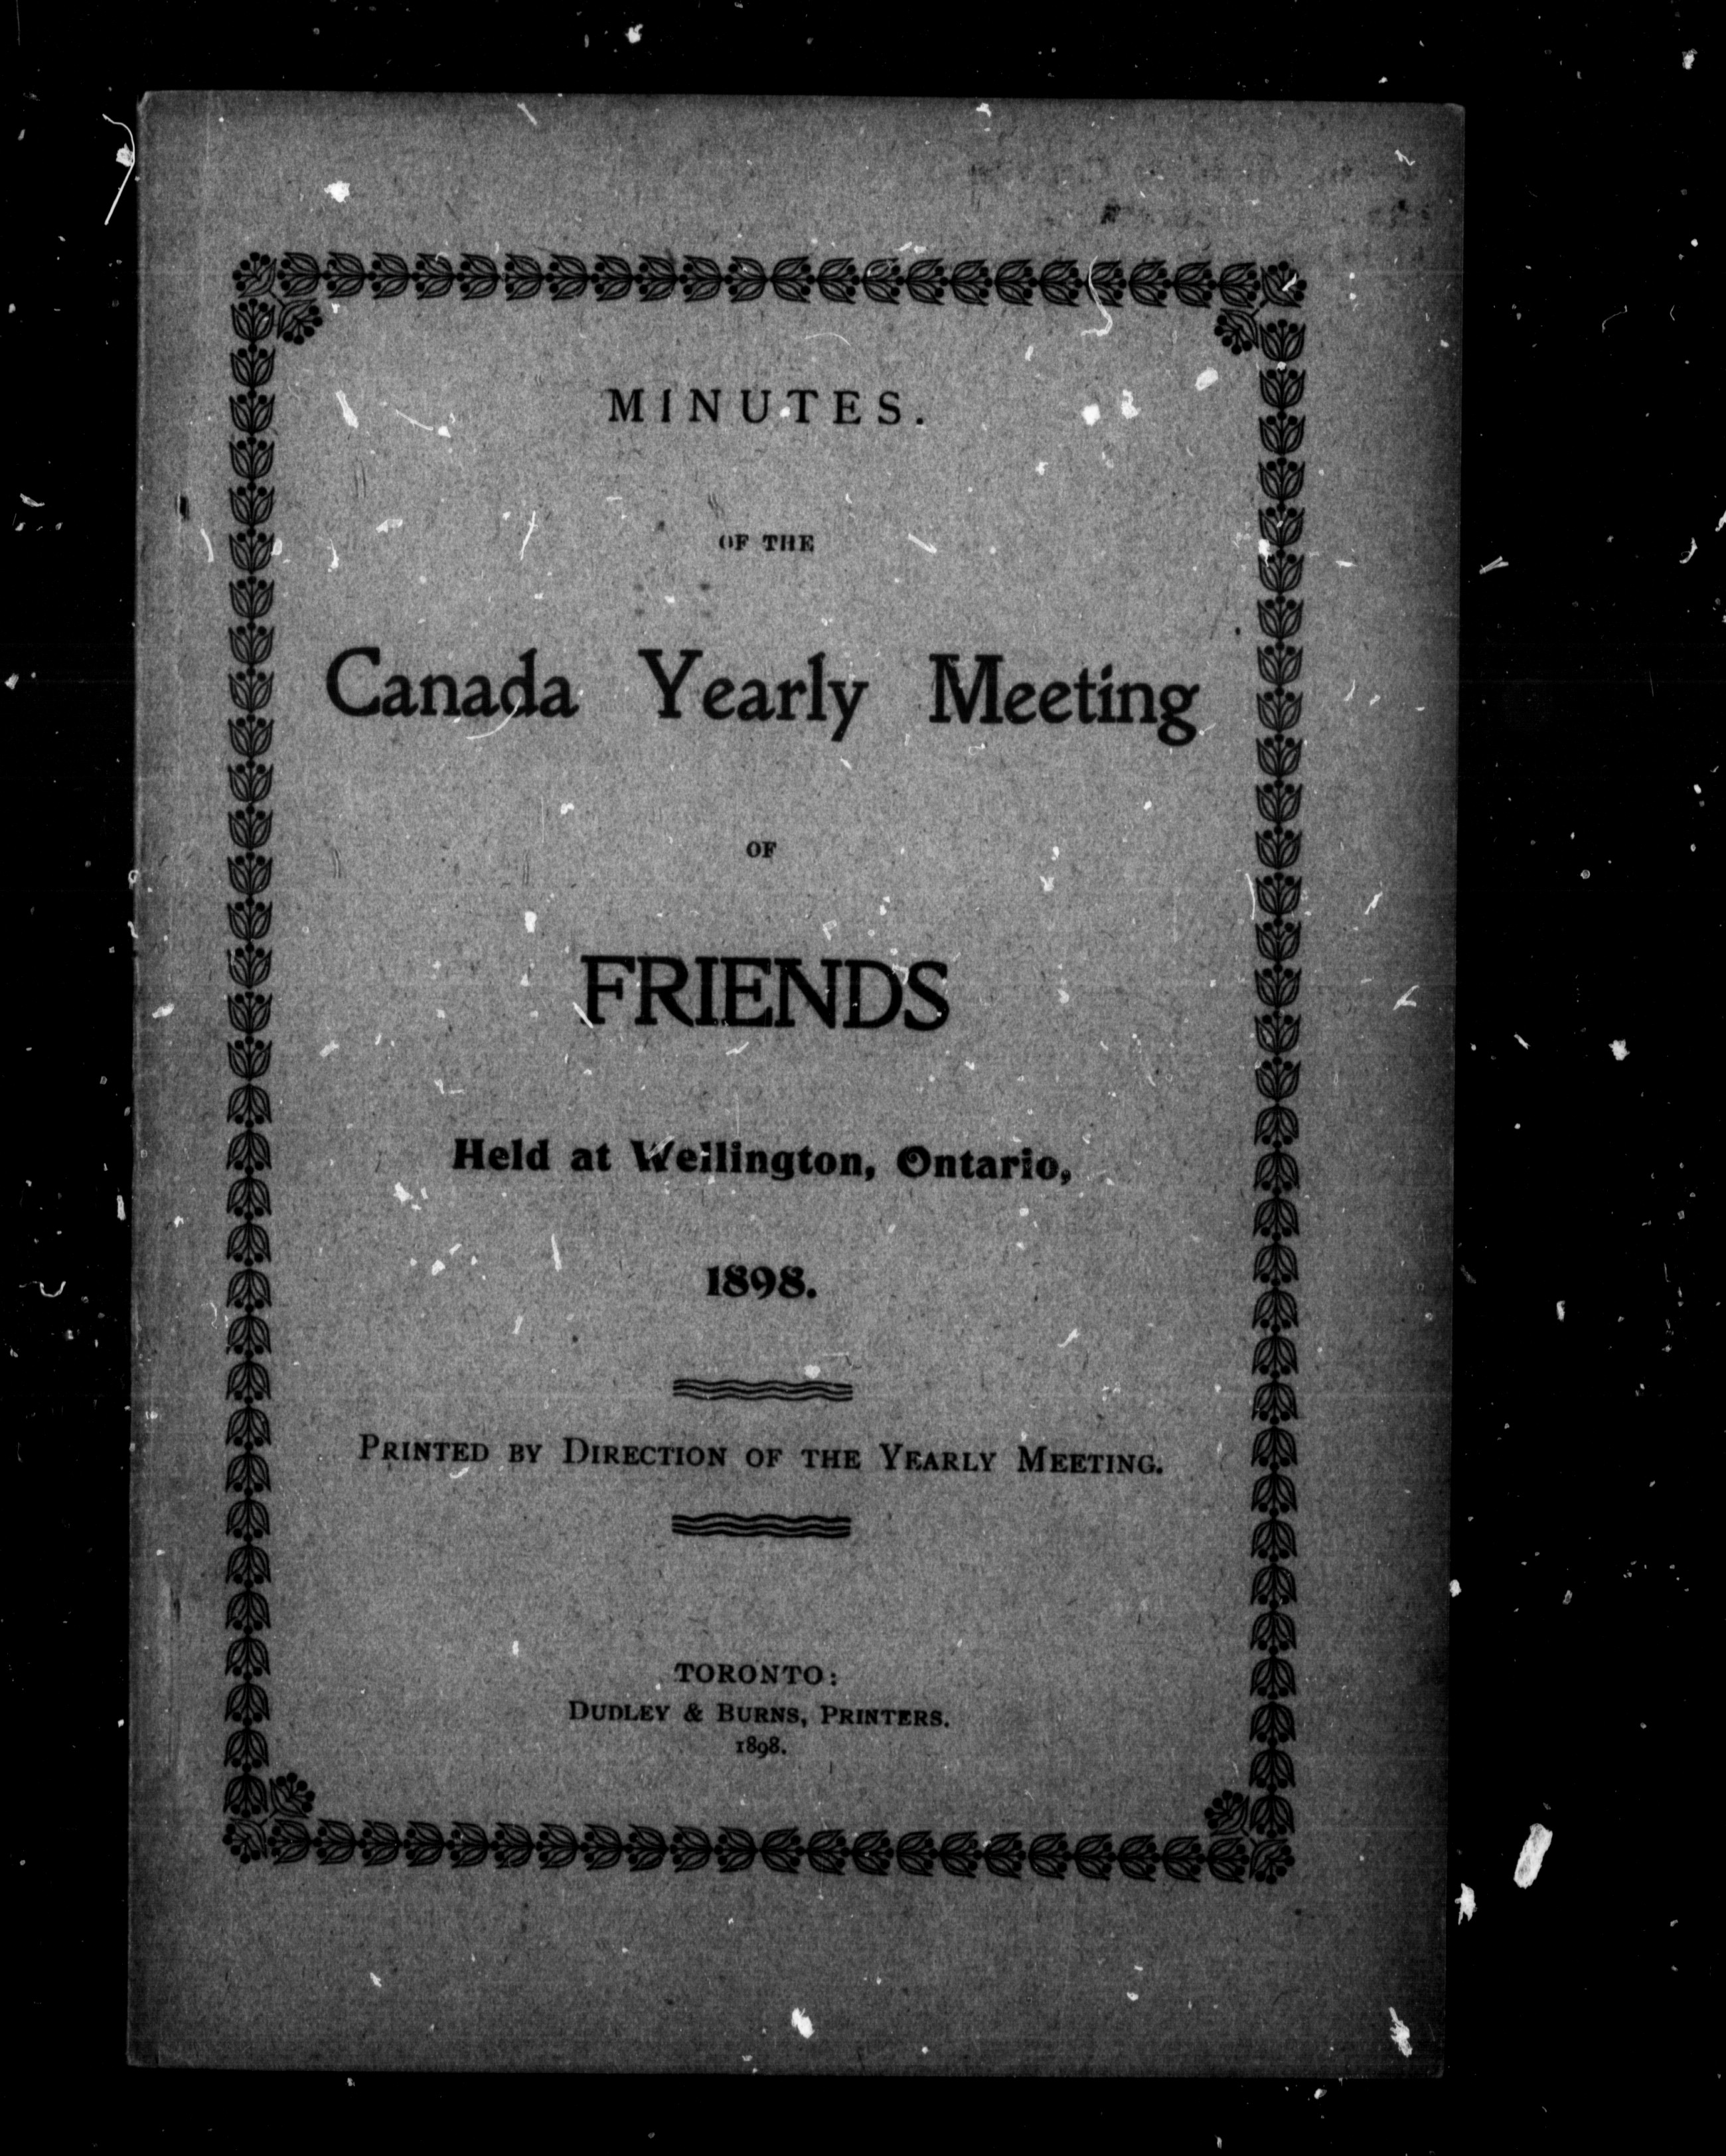 MINUTES.
OF THE
Canada Yearly Meeting
OF
FRIENDS
Held at Wellington, Ontario,
1898.
PRINTED BY DIRECTION OF THE YEARLY MEETING.
TORONTO:
DUDLEY & BURNS, PRINTERS.
1898.